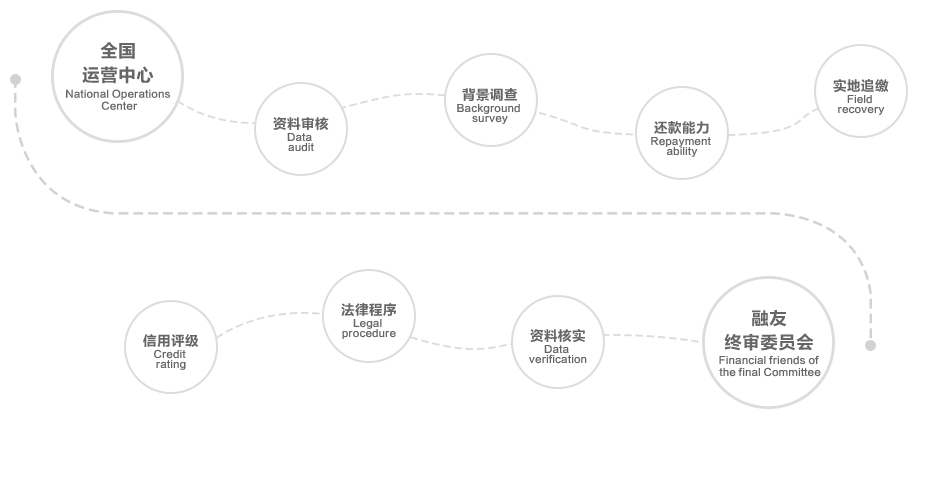 全国
运营中心
National Operations
Center
资料审核
Data
audit
背景调查
Background
survey
还款能力
Repayment
ability
实地追缴
Field
recovery
信用评级
Credit
rating
法律程序
Legal
procedure
资料核实
Data
verification
融友
终审委员会
Financial friends of
the final Committee